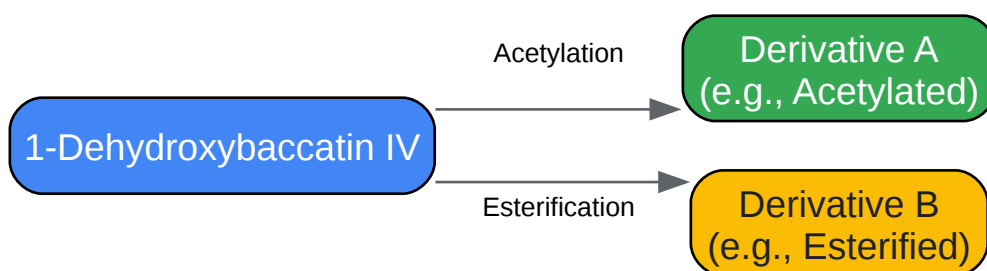 Acetylation
Derivative A
(e.g., Acetylated)
1-Dehydroxybaccatin IV
Esterification
Derivative B
(e.g., Esterified)